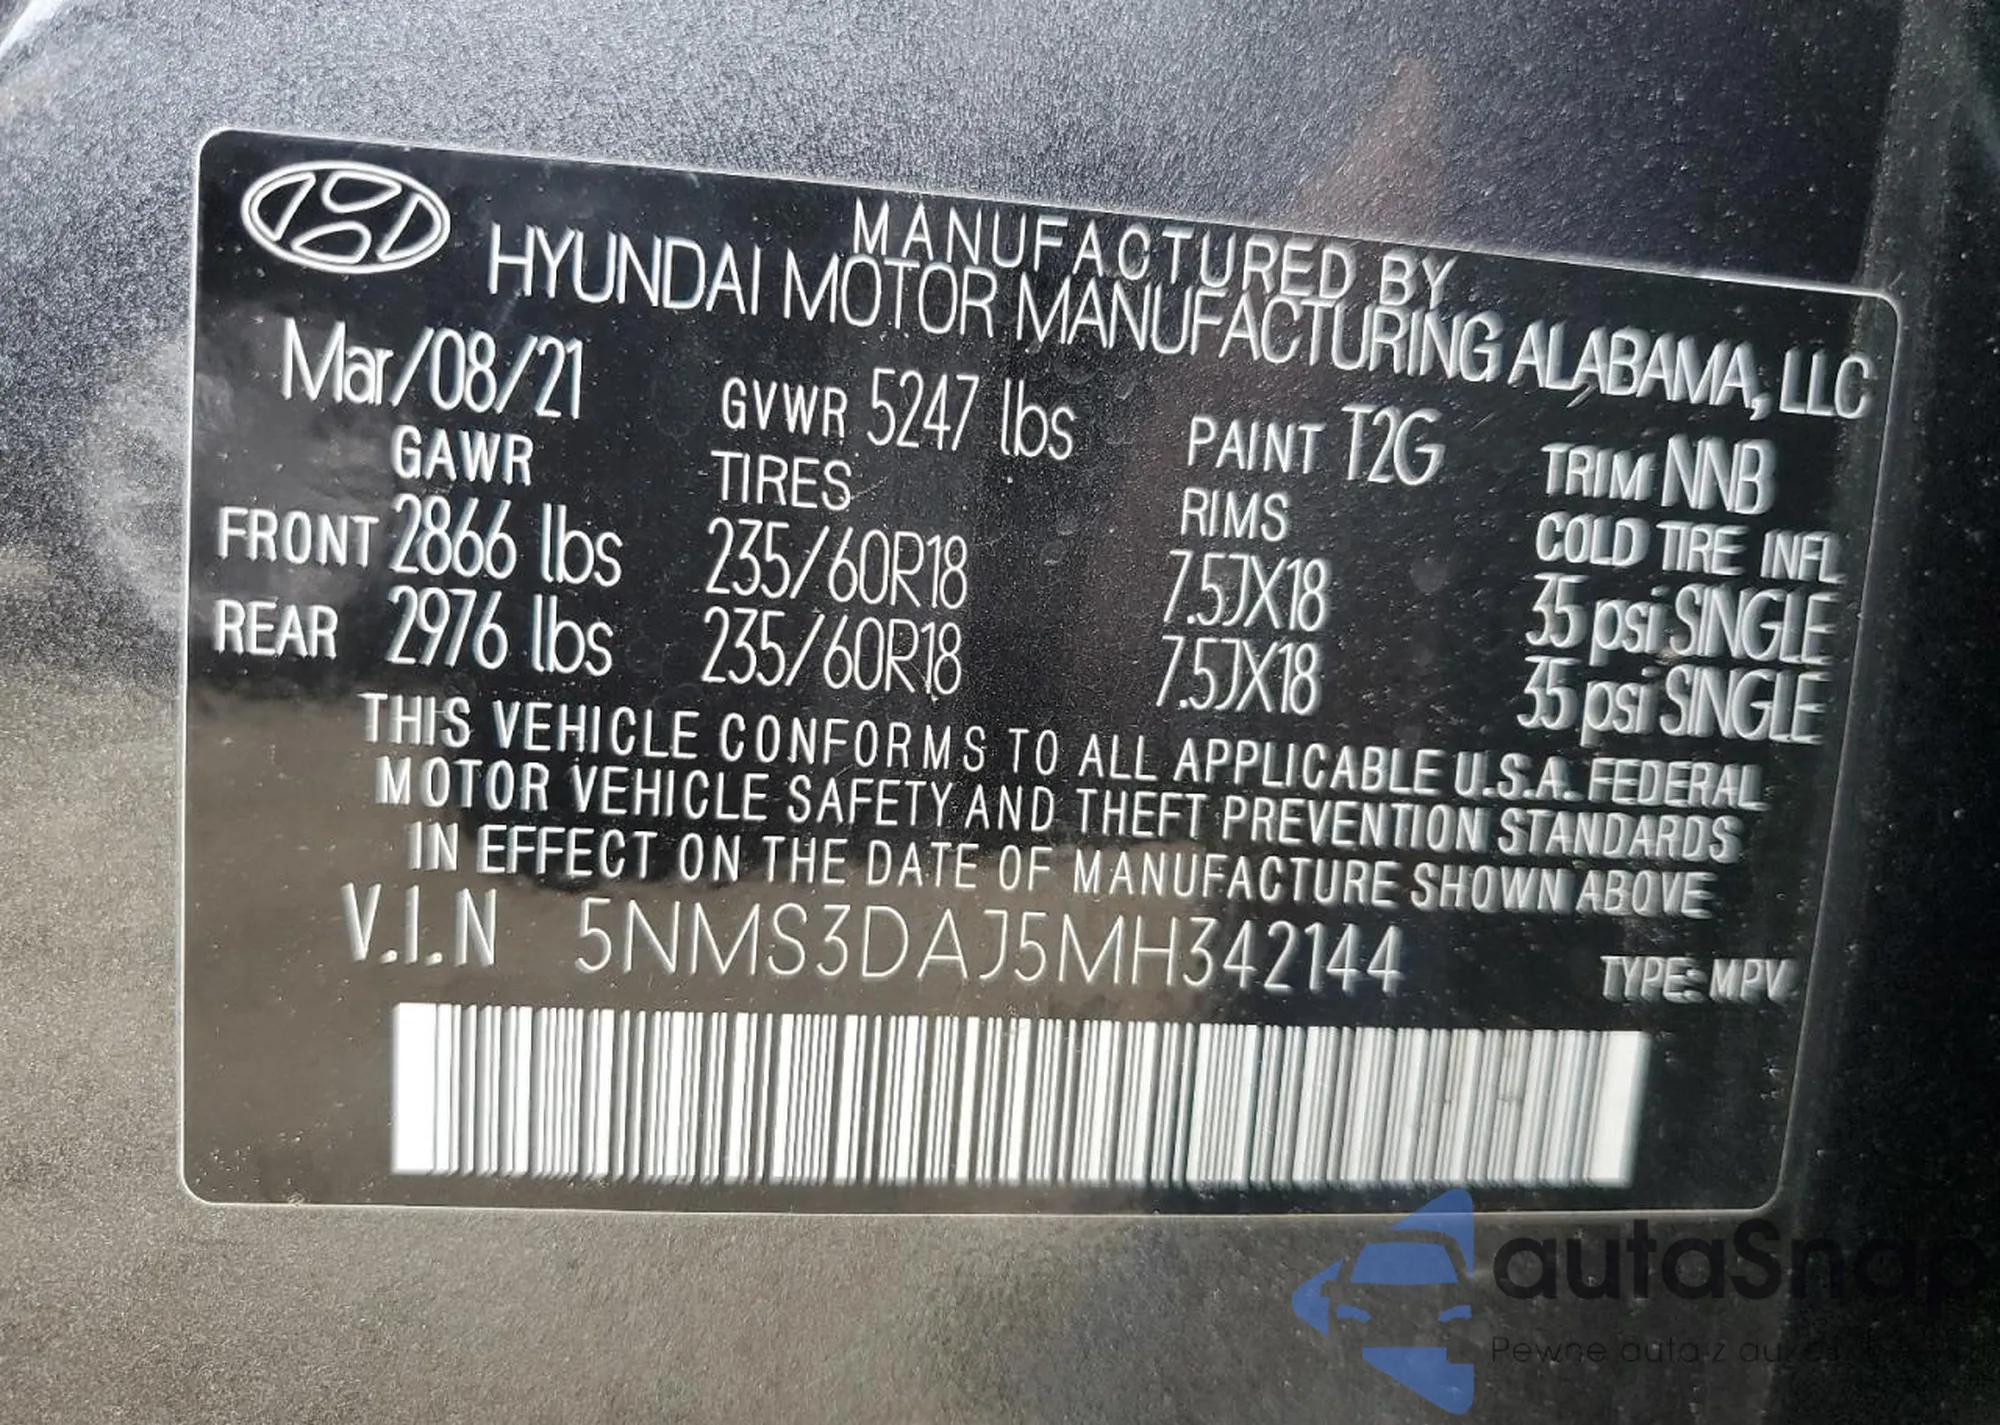 MANUFACTURED BY
HYUNDAI MOTOR MANUFACTURING ALABAMA, LLC
Mar/08/21 GVWR 5247 lbs PAINT T2G TRIM NNB
GAWR TIRES RIMS COLD TIRE INFL
FRONT 2866 lbs 235/60R18 7.5JX18 35 psi SINGLE
REAR 2976 lbs 235/60R18 7.5JX18 35 psi SINGLE
THIS VEHICLE CONFORMS TO ALL APPLICABLE U.S.A. FEDERAL
MOTOR VEHICLE SAFETY AND THEFT PREVENTION STANDARDS
IN EFFECT ON THE DATE OF MANUFACTURE SHOWN ABOVE
V.I.N 5NMS3DAJ5MH342144 TYPE: MPV
autaSnap
Pewne auta z